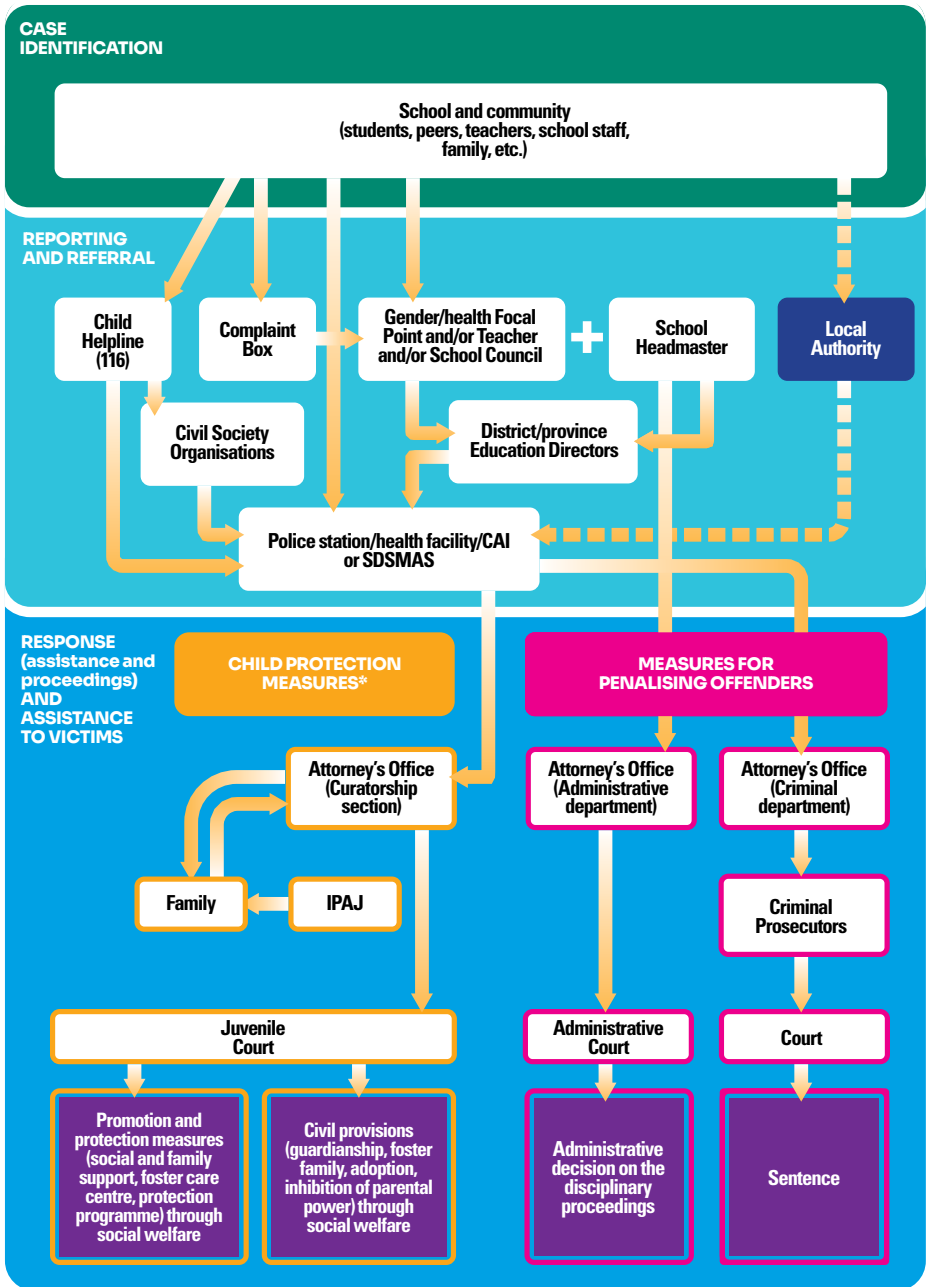 CASE
IDENTIFICATION
School and community
(students, peers, teachers, school staff,
family, etc.)
REPORTING
AND REFERRAL
Child
Helpline
(116)
Complaint
Box
Gender/health Focal
Point and/or Teacher
and/or School Council
School
Headmaster
Local
Authority
Civil Society
Organisations
District/province
Education Directors
Police station/health facility/CAI
or SDSMAS
RESPONSE
(assistance and
proceedings)
AND
ASSISTANCE
TO VICTIMS
CHILD PROTECTION
MEASURES*
MEASURES FOR
PENALISING OFFENDERS
Attorney's Office
(Curatorship
section)
Attorney's Office
(Administrative
department)
Attorney's Office
(Criminal
department)
Family
IPAJ
Criminal
Prosecutors
Juvenile
Court
Administrative
Court
Court
Promotion and
protection measures
(social and family
support, foster care
centre, protection
programme) through
social welfare
Civil provisions
(guardianship, foster
family, adoption,
inhibition of parental
power) through
social welfare
Administrative
decision on the
disciplinary
proceedings
Sentence